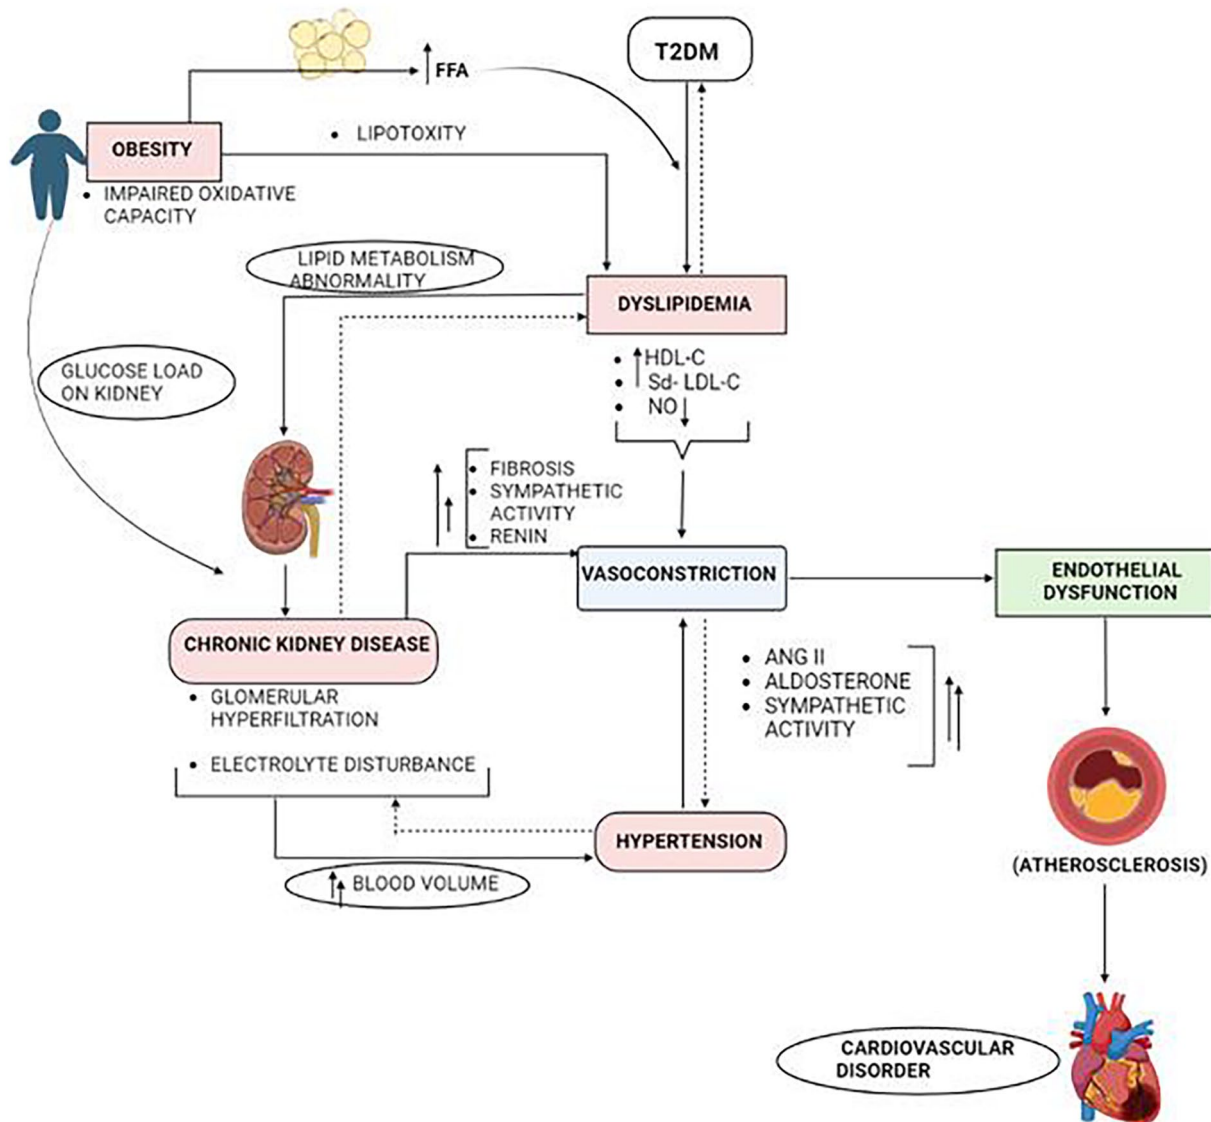 T2DM
FFA
• LIPOTOXITY
OBESITY
• IMPAIRED OXIDATIVE
CAPACITY
LIPID METABOLISM
ABNORMALITY
DYSLIPIDEMIA
• HDL-C
• Sd- LDL-C
• NO
GLUCOSE LOAD
ON KIDNEY
• FIBROSIS
• SYMPATHETIC
ACTIVITY
• RENIN
VASOCONSTRICTION
ENDOTHELIAL
DYSFUNCTION
CHRONIC KIDNEY DISEASE
• GLOMERULAR
HYPERFILTRATION
• ELECTROLYTE DISTURBANCE
• ANG II
• ALDOSTERONE
• SYMPATHETIC
ACTIVITY
HYPERTENSION
BLOOD VOLUME
(ATHEROSCLEROSIS)
CARDIOVASCULAR
DISORDER